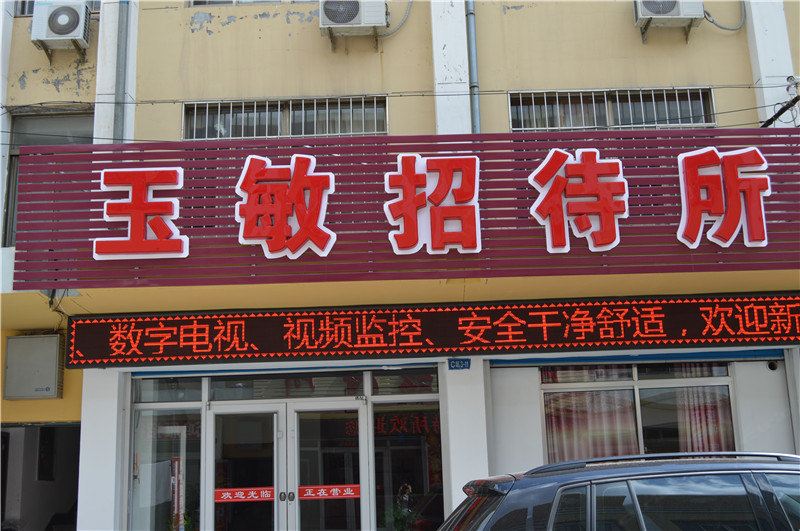 玉敏招待所
、数字电视、视频监控、安全干净舒适，欢迎新
欢迎光临
正在营业